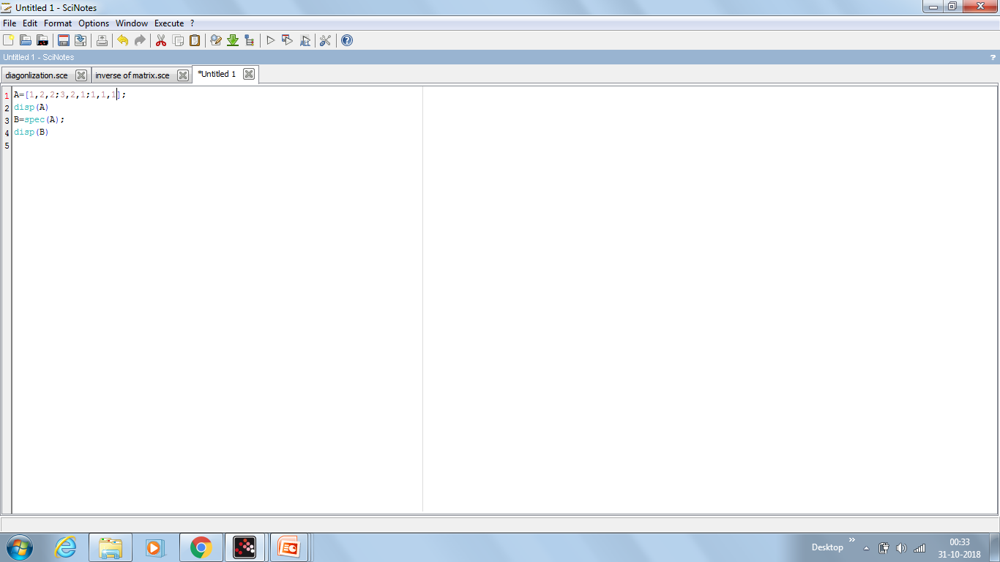 Untitled 1 - SciNotes
File Edit Format Options Window Execute ?
Untitled 1 - SciNotes ?
diagonlization.sce inverse of matrix.sce *Untitled 1
1 A=[1,2,2;3,2,1;1,1,1];
2 disp(A)
3 B=spec(A);
4 disp(B)
5
Desktop »
00:33
31-10-2018